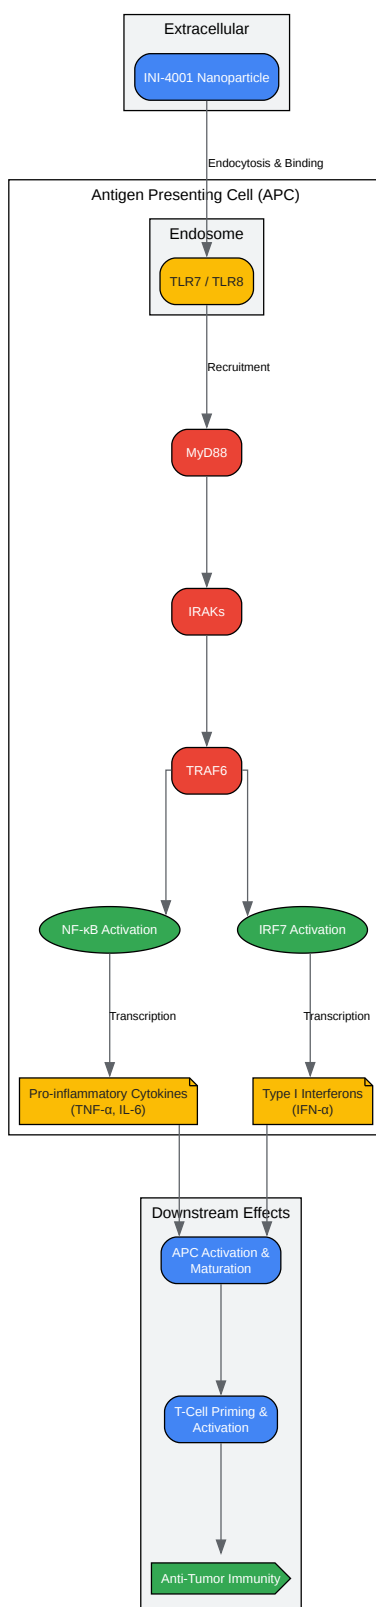 Extracellular
INI-4001 Nanoparticle
Endocytosis & Binding
Antigen Presenting Cell (APC)
Endosome
TLR7 / TLR8
Recruitment
MyD88
IRAKs
TRAF6
NF-κB Activation
IRF7 Activation
Transcription
Transcription
Pro-inflammatory Cytokines
(TNF-α, IL-6)
Type I Interferons
(IFN-α)
Downstream Effects
APC Activation &
Maturation
T-Cell Priming &
Activation
Anti-Tumor Immunity